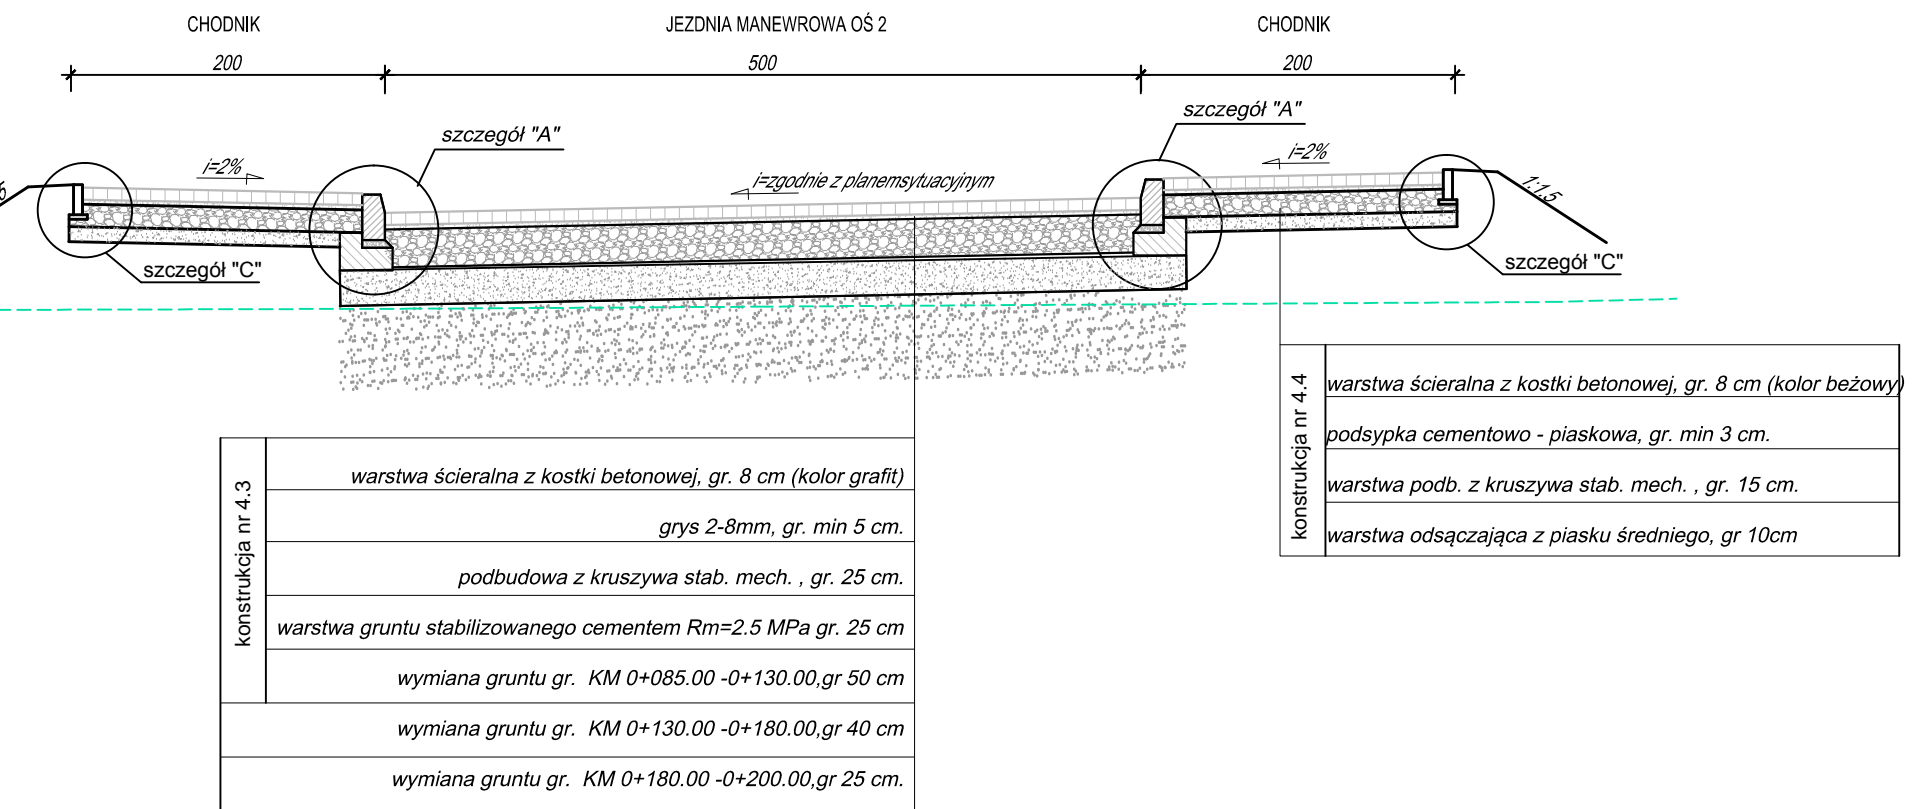 CHODNIK
JEZDNIA MANEWROWA OŚ 2
CHODNIK
200
500
200
szczegół "A"
szczegół "A"
i=2%
i=zgodnie z planemsytuacyjnym
i=2%
1:1.5
szczegół "C"
szczegół "C"
konstrukcja nr 4.3
warstwa ścieralna z kostki betonowej, gr. 8 cm (kolor grafit)
grys 2-8mm, gr. min 5 cm.
podbudowa z kruszywa stab. mech. , gr. 25 cm.
warstwa gruntu stabilizowanego cementem Rm=2.5 MPa gr. 25 cm
wymiana gruntu gr. KM 0+085.00 -0+130.00,gr 50 cm
wymiana gruntu gr. KM 0+130.00 -0+180.00,gr 40 cm
wymiana gruntu gr. KM 0+180.00 -0+200.00,gr 25 cm.
konstrukcja nr 4.4
warstwa ścieralna z kostki betonowej, gr. 8 cm (kolor beżowy)
podsypka cementowo - piaskowa, gr. min 3 cm.
warstwa podb. z kruszywa stab. mech. , gr. 15 cm.
warstwa odsączająca z piasku średniego, gr 10cm